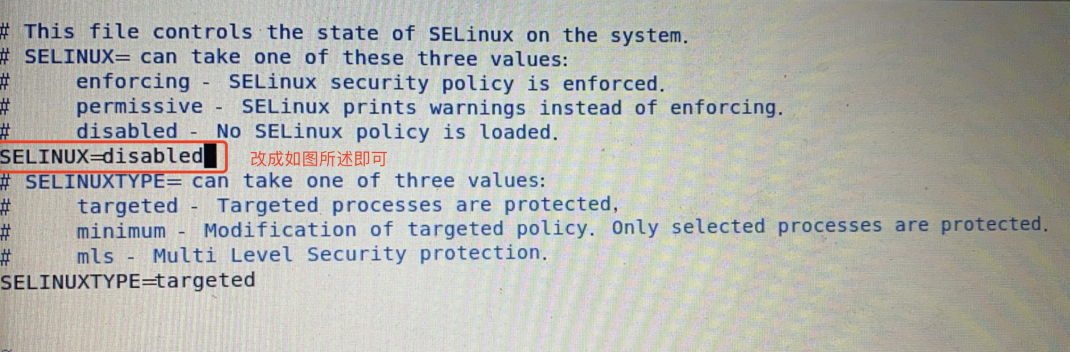 # This file controls the state of SELinux on the system.
# SELINUX= can take one of these three values:
#     enforcing - SELinux security policy is enforced.
#     permissive - SELinux prints warnings instead of enforcing.
#     disabled - No SELinux policy is loaded.
SELINUX=disabled 改成如图所述即可
# SELINUXTYPE= can take one of three values:
#     targeted - Targeted processes are protected,
#     minimum - Modification of targeted policy. Only selected processes are protected.
#     mls - Multi Level Security protection.
SELINUXTYPE=targeted
~